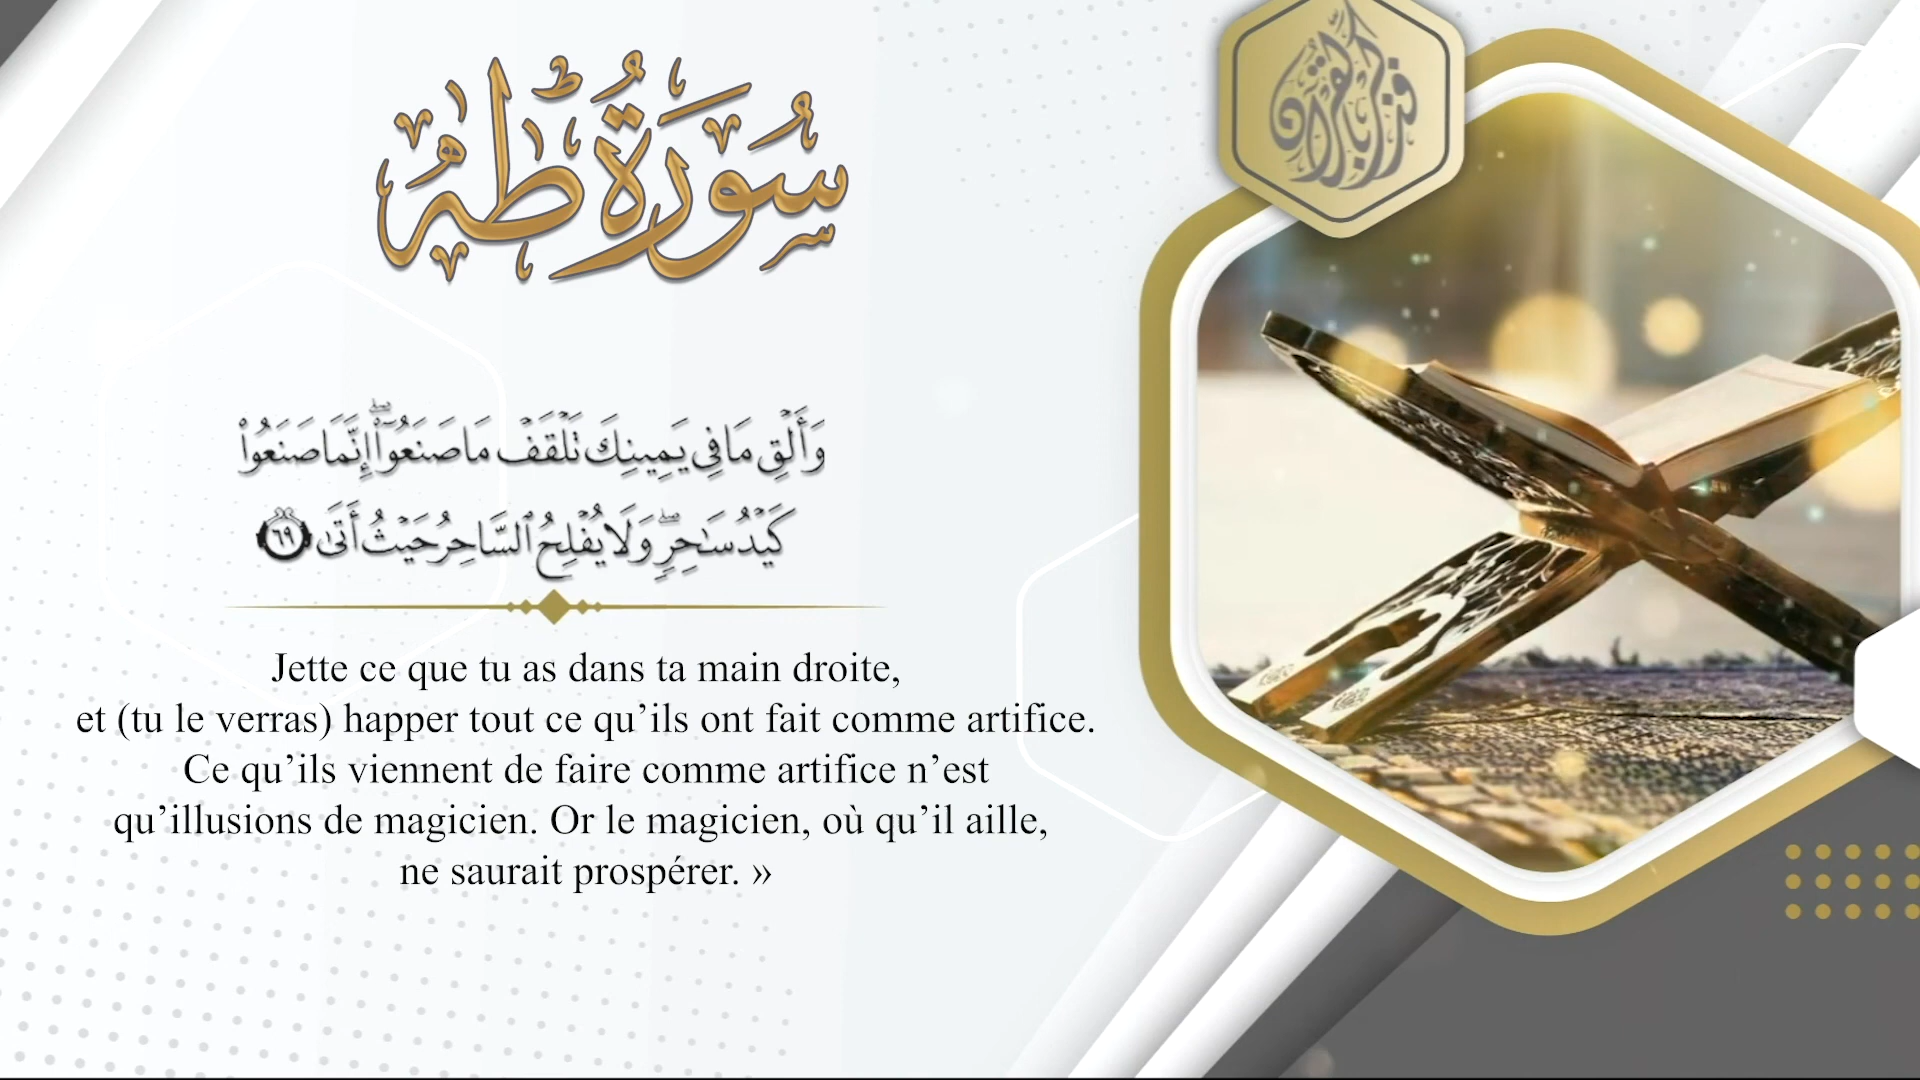 سُورَةُ طه
فذكر بالقرآن
وَأَلْقِ مَا فِي يَمِينِكَ تَلْقَفْ مَا صَنَعُوٓا۟ ۖ إِنَّمَا صَنَعُوا۟
كَيْدُ سَٰحِرٍ ۖ وَلَا يُفْلِحُ ٱلسَّاحِرُ حَيْثُ أَتَىٰ ٦٩
Jette ce que tu as dans ta main droite,
et (tu le verras) happer tout ce qu’ils ont fait comme artifice.
Ce qu’ils viennent de faire comme artifice n’est
qu’illusions de magicien. Or le magicien, où qu’il aille,
ne saurait prospérer. »